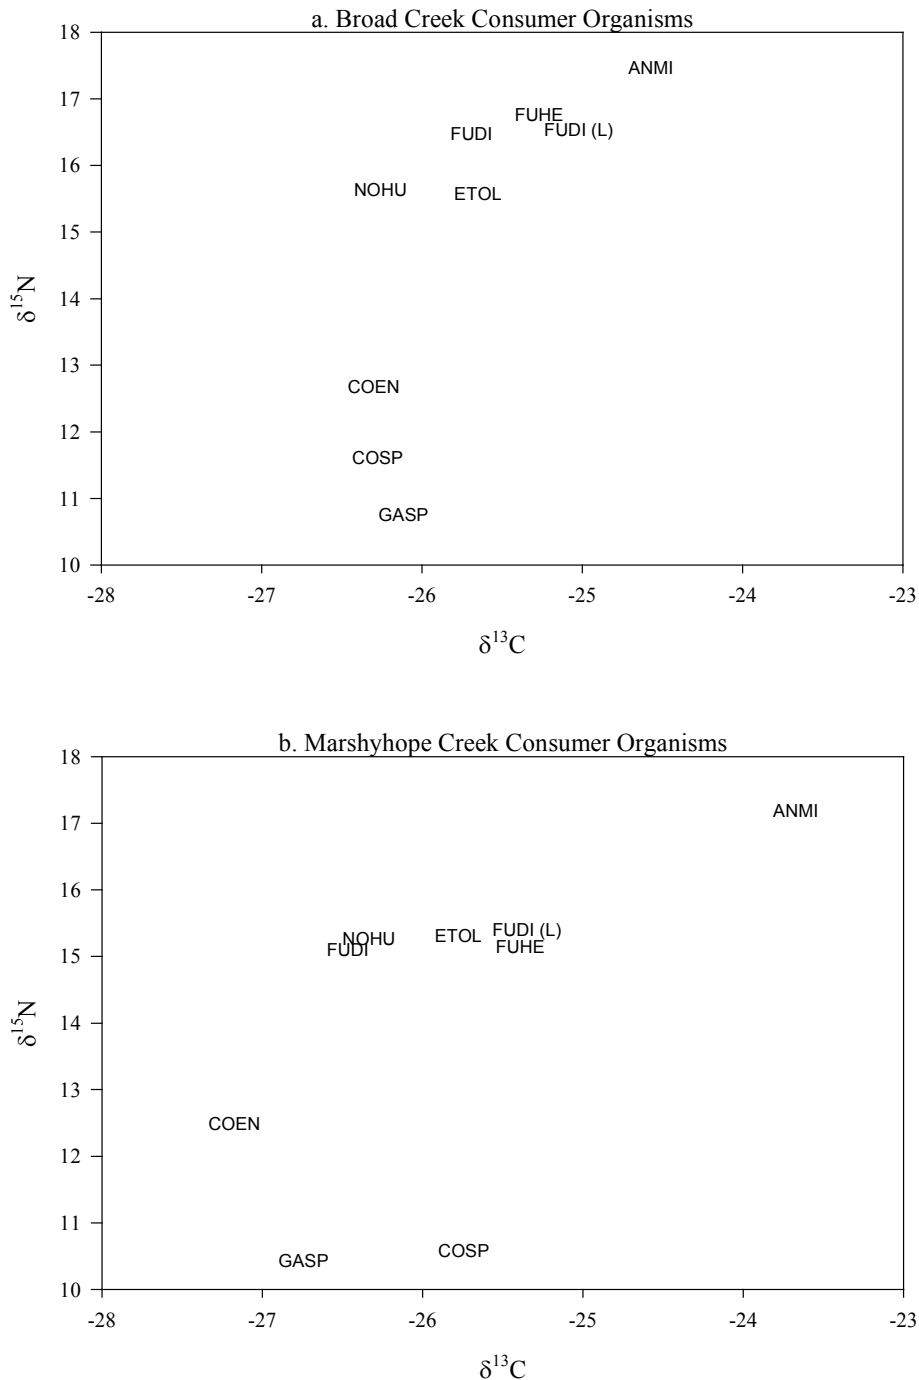 a. Broad Creek Consumer Organisms
18
ANMI
17
FUHE
FUDI (L)
FUDI
16
NOHU
ETOL
15
δ¹⁵N
14
13
COEN
12
COSP
11
GASP
10
-28 -27 -26 -25 -24 -23
δ¹³C
b. Marshyhope Creek Consumer Organisms
18
17
ANMI
16
FUDI (L)
NOHU ETOL
FUDI FUHE
15
δ¹⁵N
14
13
COEN
12
11
COSP
GASP
10
-28 -27 -26 -25 -24 -23
δ¹³C